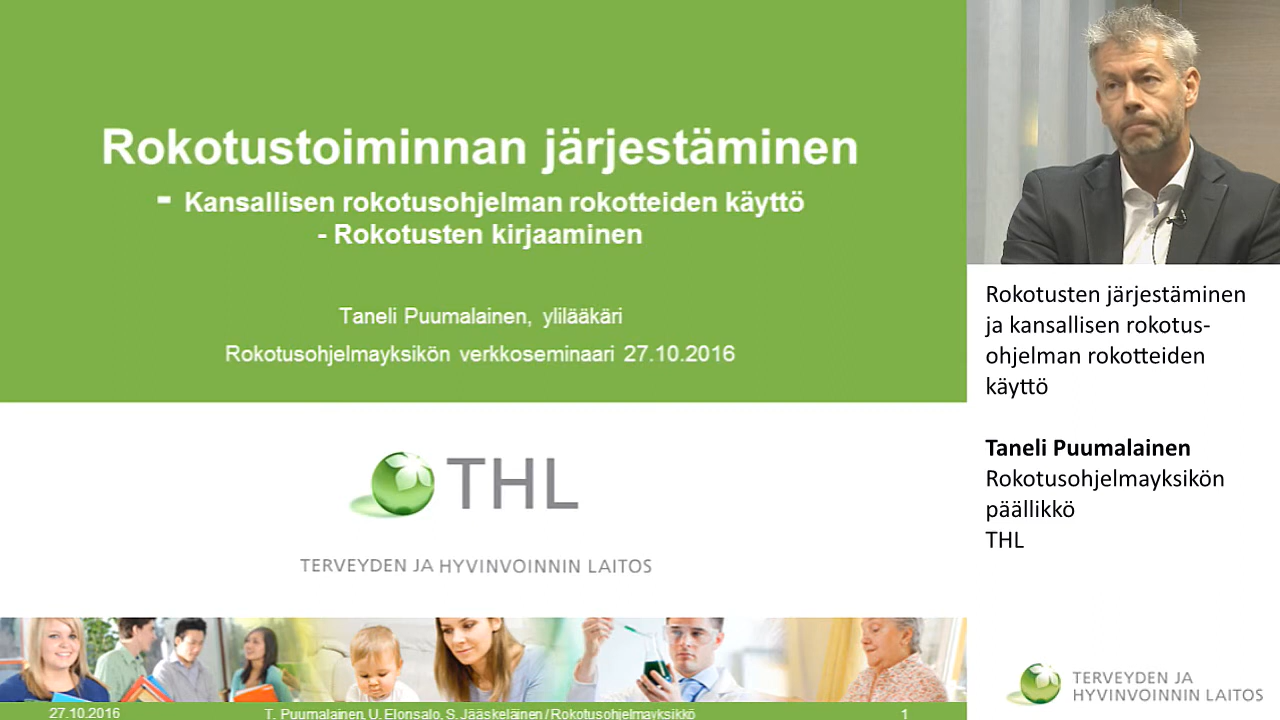 Rokotustoiminnan järjestäminen
- Kansallisen rokotusohjelman rokotteiden käyttö
- Rokotusten kirjaaminen
Taneli Puumalainen, ylilääkäri
Rokotusohjelmayksikön verkkoseminaari 27.10.2016
THL
TERVEYDEN JA HYVINVOINNIN LAITOS
27.10.2016
T. Puumalainen, U. Elonsalo, S. Jääskeläinen / Rokotusohjelmayksikkö
1
Rokotusten järjestäminen
ja kansallisen rokotus-
ohjelman rokotteiden
käyttö
Taneli Puumalainen
Rokotusohjelmayksikön
päällikkö
THL
TERVEYDEN JA
HYVINVOINNIN LAITOS